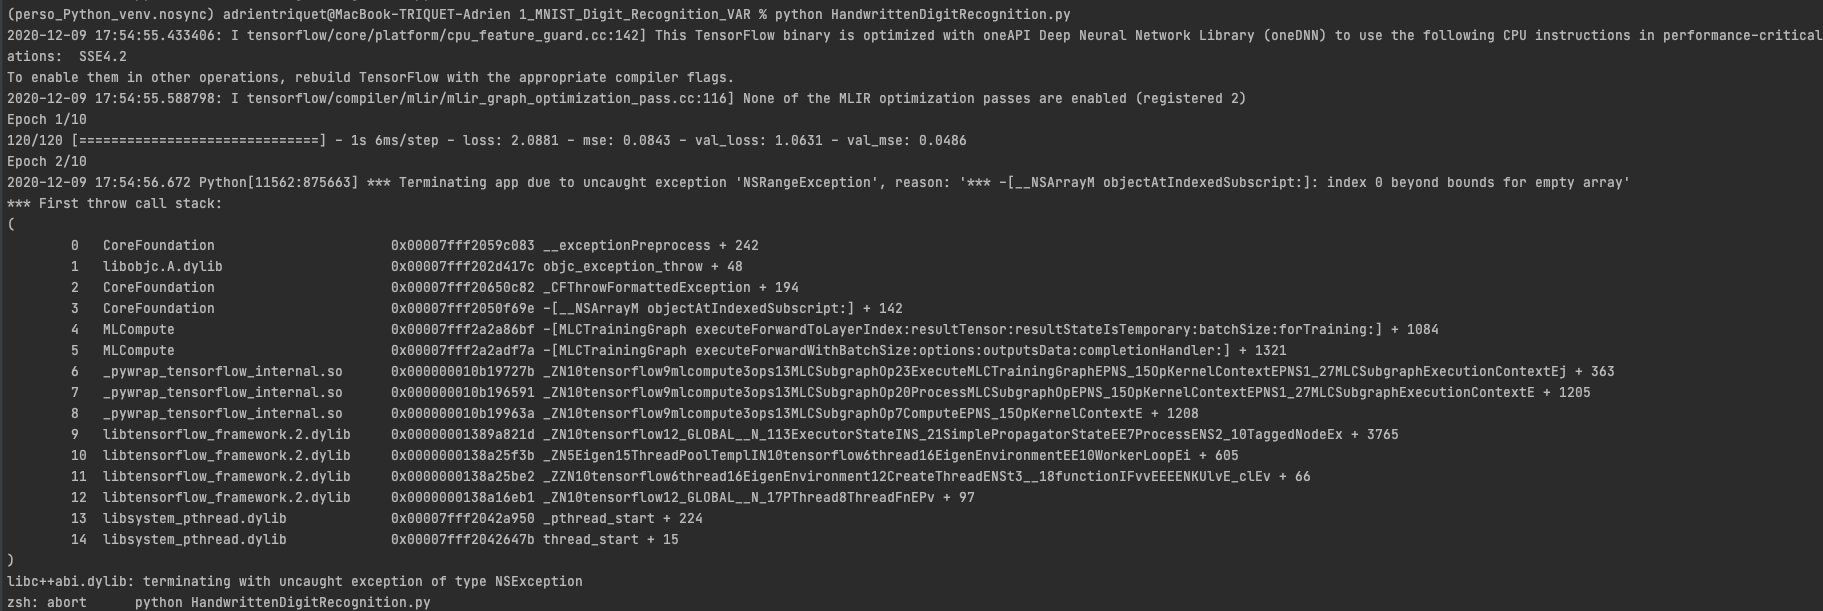 (perso_Python_venv.nosync) adrientriquet@MacBook-TRIQUET-Adrien 1_MNIST_Digit_Recognition_VAR % python HandwrittenDigitRecognition.py
2020-12-09 17:54:55.433406: I tensorflow/core/platform/cpu_feature_guard.cc:142] This TensorFlow binary is optimized with oneAPI Deep Neural Network Library (oneDNN) to use the following CPU instructions in performance-critical
ations:  SSE4.2
To enable them in other operations, rebuild TensorFlow with the appropriate compiler flags.
2020-12-09 17:54:55.588798: I tensorflow/compiler/mlir/mlir_graph_optimization_pass.cc:116] None of the MLIR optimization passes are enabled (registered 2)
Epoch 1/10
120/120 [==============================] - 1s 6ms/step - loss: 2.0881 - mse: 0.0843 - val_loss: 1.0631 - val_mse: 0.0486
Epoch 2/10
2020-12-09 17:54:56.672 Python[11562:875663] *** Terminating app due to uncaught exception 'NSRangeException', reason: '*** -[__NSArrayM objectAtIndexedSubscript:]: index 0 beyond bounds for empty array'
*** First throw call stack:
(
0   CoreFoundation                      0x00007fff2059c083 __exceptionPreprocess + 242
1   libobjc.A.dylib                     0x00007fff202d417c objc_exception_throw + 48
2   CoreFoundation                      0x00007fff20650c82 _CFThrowFormattedException + 194
3   CoreFoundation                      0x00007fff2050f69e -[__NSArrayM objectAtIndexedSubscript:] + 142
4   MLCompute                           0x00007fff2a2a86bf -[MLCTrainingGraph executeForwardToLayerIndex:resultTensor:resultStateIsTemporary:batchSize:forTraining:] + 1084
5   MLCompute                           0x00007fff2a2adf7a -[MLCTrainingGraph executeForwardWithBatchSize:options:outputsData:completionHandler:] + 1321
6   _pywrap_tensorflow_internal.so      0x000000010b19727b _ZN10tensorflow9mlcompute3ops13MLCSubgraphOp23ExecuteMLCTrainingGraphEPNS_15OpKernelContextEPNS1_27MLCSubgraphExecutionContextEj + 363
7   _pywrap_tensorflow_internal.so      0x000000010b196591 _ZN10tensorflow9mlcompute3ops13MLCSubgraphOp20ProcessMLCSubgraphOpEPNS_15OpKernelContextEPNS1_27MLCSubgraphExecutionContextE + 1205
8   _pywrap_tensorflow_internal.so      0x000000010b19963a _ZN10tensorflow9mlcompute3ops13MLCSubgraphOp7ComputeEPNS_15OpKernelContextE + 1208
9   libtensorflow_framework.2.dylib     0x00000001389a821d _ZN10tensorflow12_GLOBAL__N_113ExecutorStateINS_21SimplePropagatorStateEE7ProcessENS2_10TaggedNodeEx + 3765
10  libtensorflow_framework.2.dylib     0x0000000138a25f3b _ZN5Eigen15ThreadPoolTemplIN10tensorflow6thread16EigenEnvironmentEE10WorkerLoopEi + 605
11  libtensorflow_framework.2.dylib     0x0000000138a25be2 _ZZN10tensorflow6thread16EigenEnvironment12CreateThreadENSt3__18functionIFvvEEEENKUlvE_clEv + 66
12  libtensorflow_framework.2.dylib     0x0000000138a16eb1 _ZN10tensorflow12_GLOBAL__N_17PThread8ThreadFnEPv + 97
13  libsystem_pthread.dylib             0x00007fff2042a950 _pthread_start + 224
14  libsystem_pthread.dylib             0x00007fff2042647b thread_start + 15
)
libc++abi.dylib: terminating with uncaught exception of type NSException
zsh: abort      python HandwrittenDigitRecognition.py